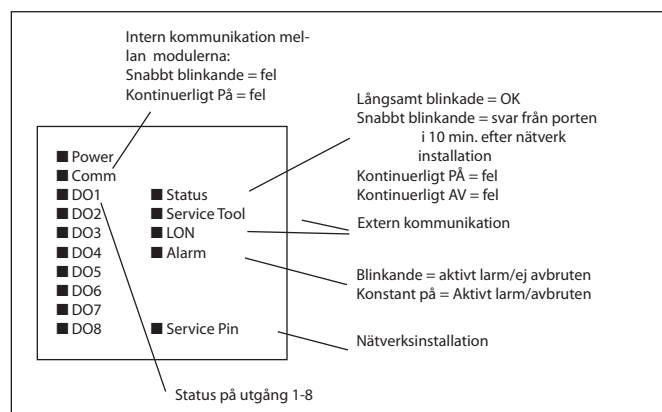 Intern kommunikation mel-
lan modulerna:
Snabbt blinkande = fel
Kontinuerligt På = fel
Långsamt blinkade = OK
Snabbt blinkande = svar från porten
i 10 min. efter nätverk
installation
Kontinuerligt PÅ = fel
Kontinuerligt AV = fel
Power
Comm
DO1
DO2
DO3
DO4
DO5
DO6
DO7
DO8
Status
Service Tool
LON
Alarm
Service Pin
Extern kommunikation
Blinkande = aktivt larm/ej avbruten
Konstant på = Aktivt larm/avbruten
Nätverksinstallation
Status på utgång 1-8